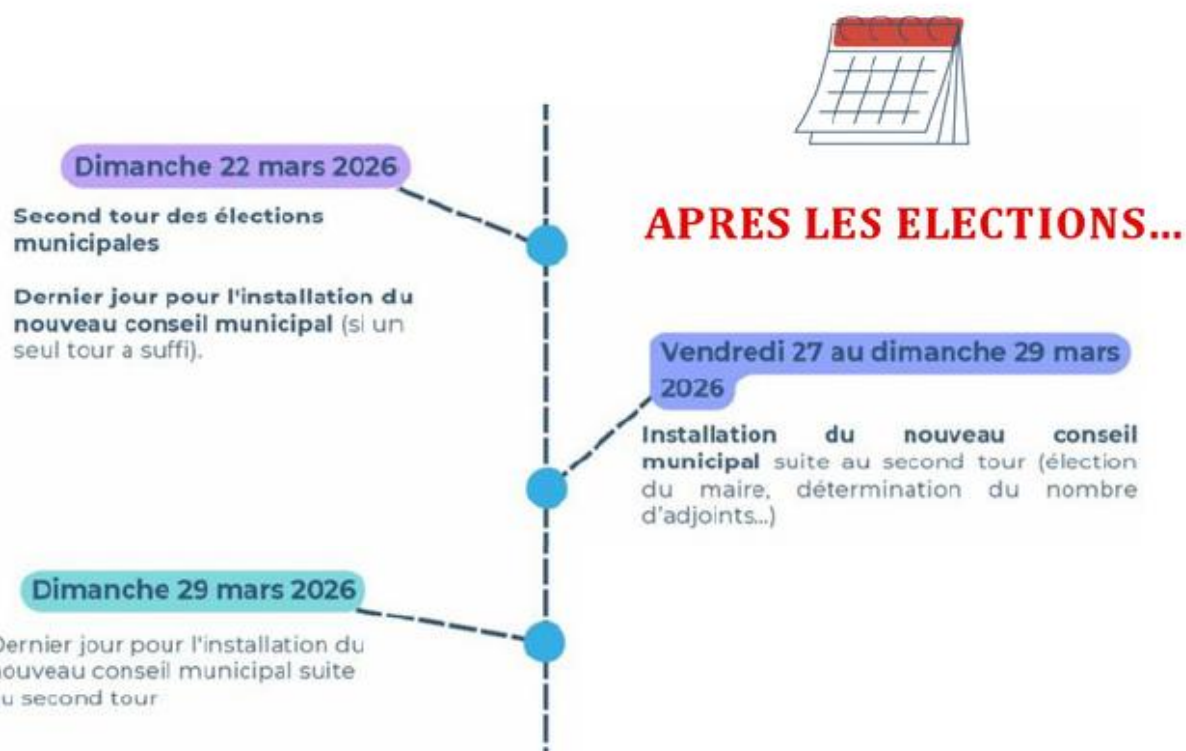 APRES LES ELECTIONS...
Dimanche 22 mars 2026
Second tour des élections
municipales
Dernier jour pour l'installation du
nouveau conseil municipal (si un
seul tour a suffi).
Vendredi 27 au dimanche 29 mars
2026
Installation du nouveau conseil
municipal suite au second tour (élection
du maire, détermination du nombre
d'adjoints...)
Dimanche 29 mars 2026
Dernier jour pour l'installation du
nouveau conseil municipal suite
au second tour